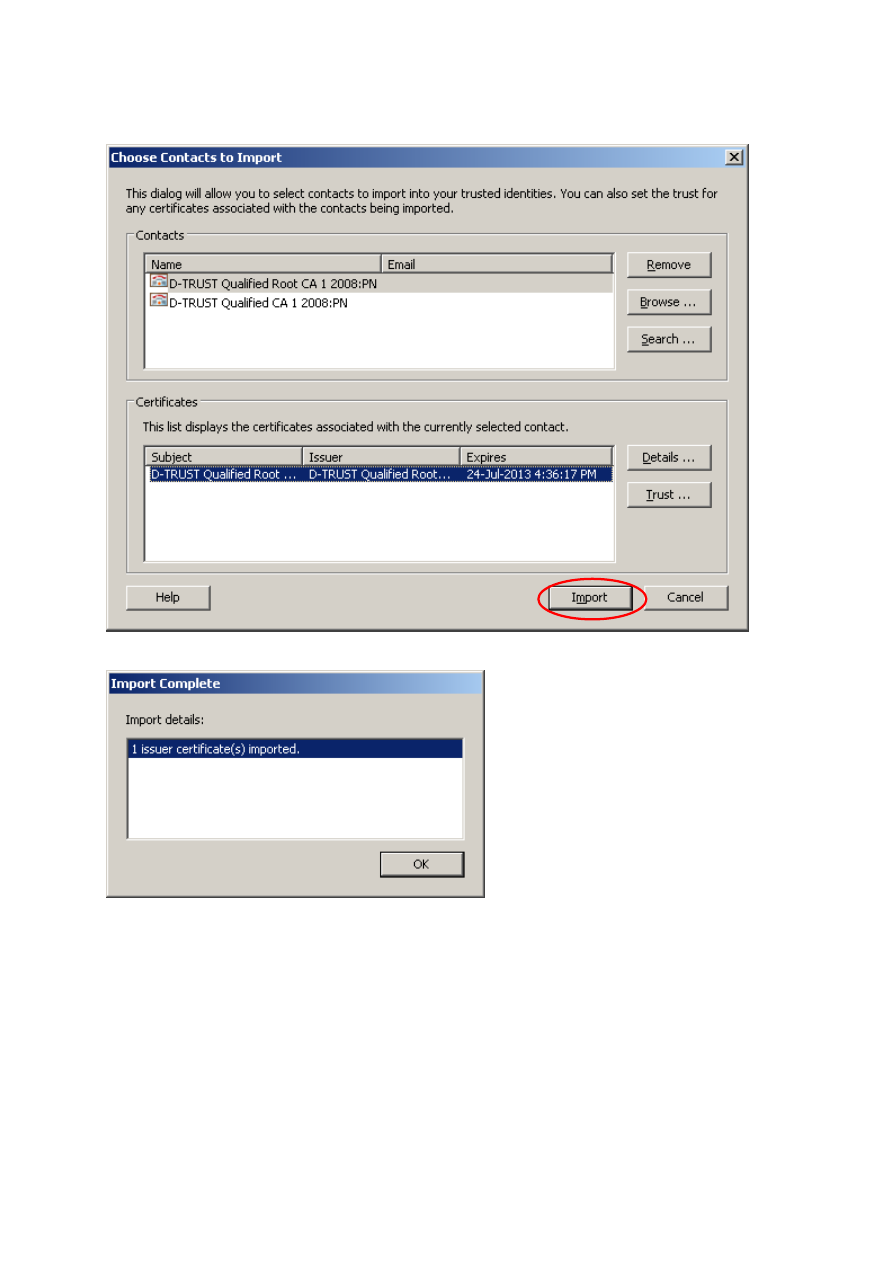 Choose Contacts to Import
This dialog will allow you to select contacts to import into your trusted identities. You can also set the trust for
any certificates associated with the contacts being imported.
Contacts
Name Email
D-TRUST Qualified Root CA 1 2008:PN
D-TRUST Qualified CA 1 2008:PN
Remove
Browse ...
Search ...
Certificates
This list displays the certificates associated with the currently selected contact.
Subject Issuer Expires
D-TRUST Qualified Root ... D-TRUST Qualified Root... 24-Jul-2013 4:36:17 PM
Details ...
Trust ...
Help Import Cancel
Import Complete
Import details:
1 issuer certificate(s) imported.
OK